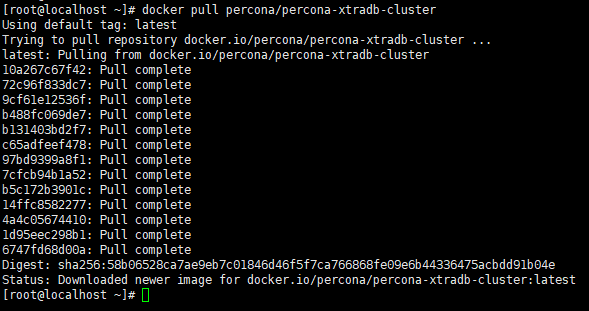 [root@localhost ~]# docker pull percona/percona-xtradb-cluster
Using default tag: latest
Trying to pull repository docker.io/percona/percona-xtradb-cluster ...
latest: Pulling from docker.io/percona/percona-xtradb-cluster
10a267c67f42: Pull complete
72c96f833dc7: Pull complete
9cf61e12536f: Pull complete
b488fc069de7: Pull complete
b131403bd2f7: Pull complete
c65adfeef478: Pull complete
97bd9399a8f1: Pull complete
7cfcb94b1a52: Pull complete
b5c172b3901c: Pull complete
14ffc8582277: Pull complete
4a4c05674410: Pull complete
1d95eec298b1: Pull complete
6747fd68d00a: Pull complete
Digest: sha256:58b06528ca7ae9eb7c01846d46f5f7ca766868fe09e6b44336475acbdd91b04e
Status: Downloaded newer image for docker.io/percona/percona-xtradb-cluster:latest
[root@localhost ~]#